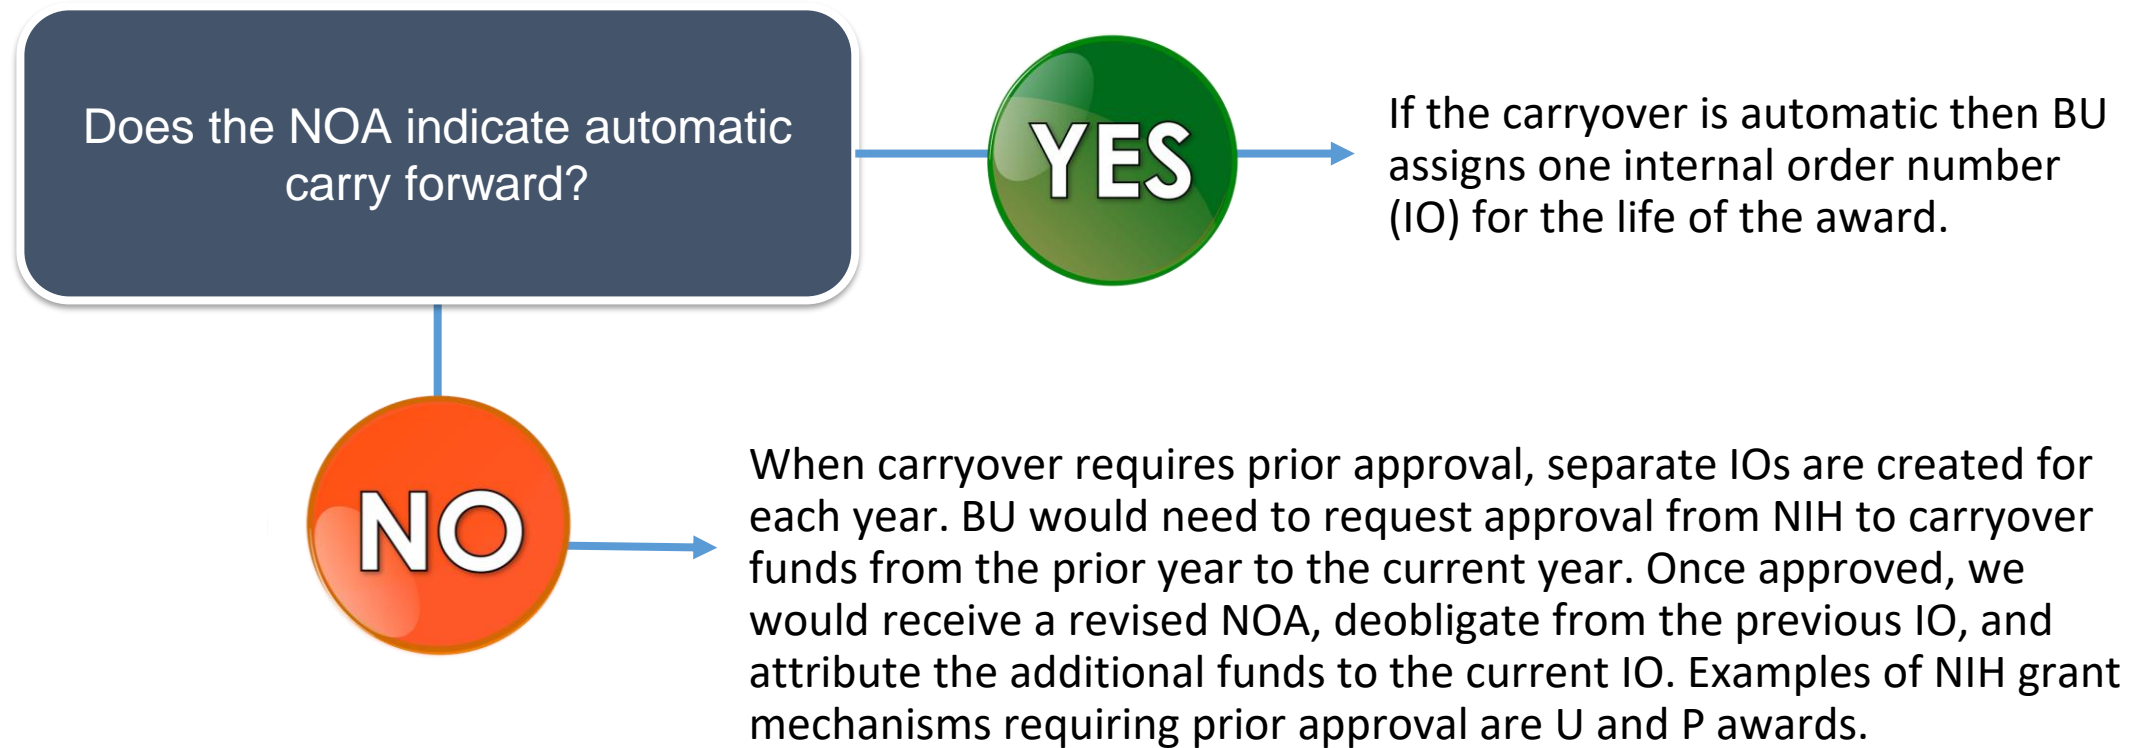 Does the NOA indicate automatic
carry forward?
YES
If the carryover is automatic then BU
assigns one internal order number
(IO) for the life of the award.
NO
When carryover requires prior approval, separate IOs are created for
each year. BU would need to request approval from NIH to carryover
funds from the prior year to the current year. Once approved, we
would receive a revised NOA, deobligate from the previous IO, and
attribute the additional funds to the current IO. Examples of NIH grant
mechanisms requiring prior approval are U and P awards.